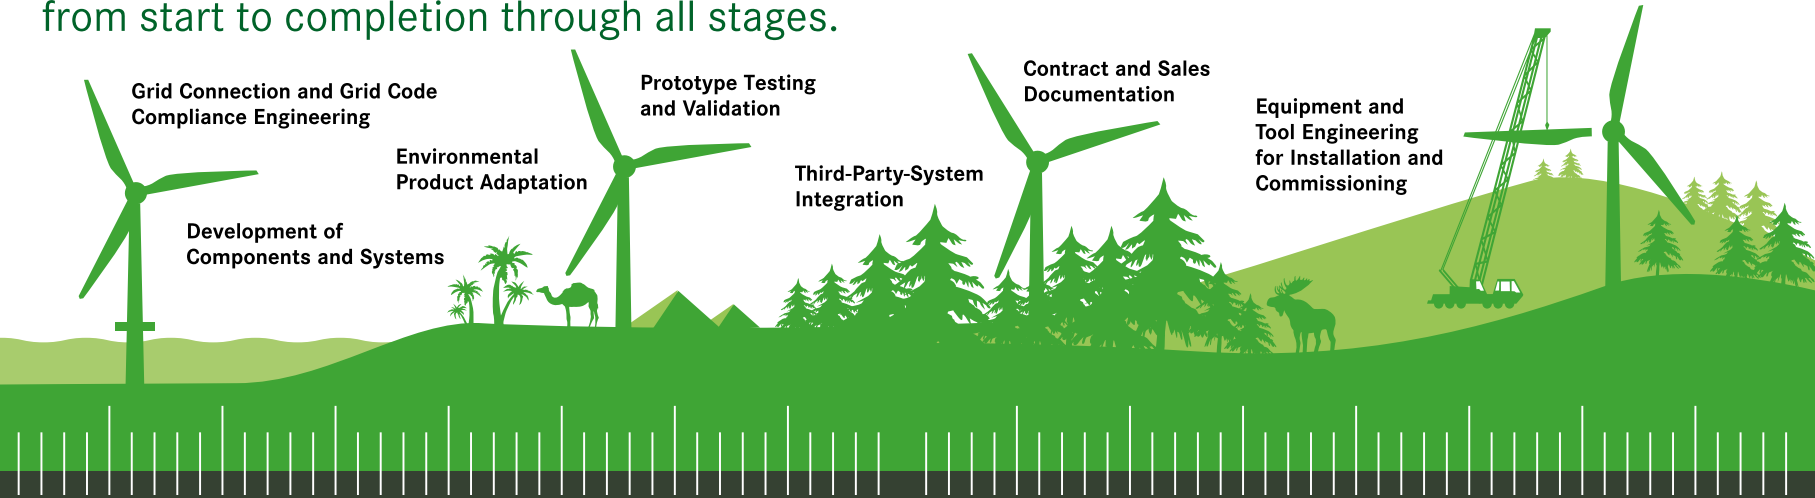 from start to completion through all stages.
Grid Connection and Grid Code
Compliance Engineering
Development of
Components and Systems
Environmental
Product Adaptation
Prototype Testing
and Validation
Third-Party-System
Integration
Contract and Sales
Documentation
Equipment and
Tool Engineering
for Installation and
Commissioning